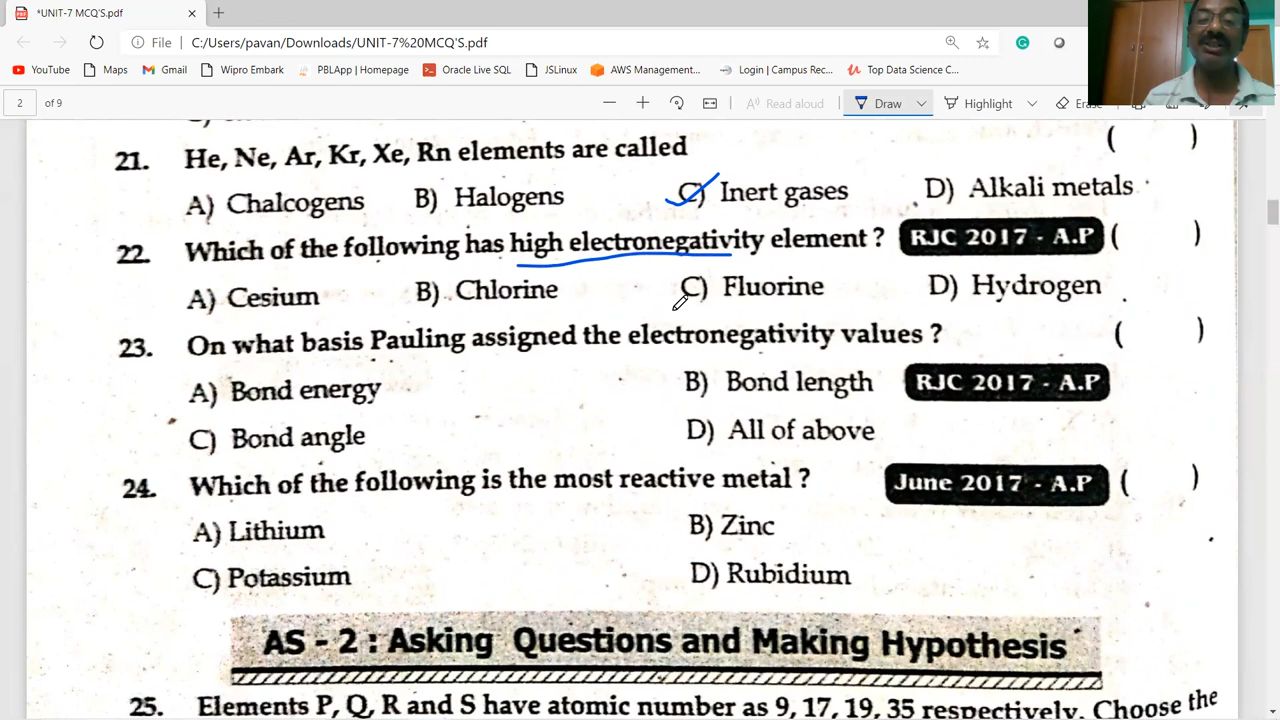 *UNIT-7 MCQ'S.pdf
File C:/Users/pavan/Downloads/UNIT-7%20MCQ'S.pdf
YouTube Maps Gmail Wipro Embark PBLApp | Homepage Oracle Live SQL JSLinux AWS Management... Login | Campus Rec... Top Data Science C...
2 of 9 Read aloud Draw Highlight Erase
21. He, Ne, Ar, Kr, Xe, Rn elements are called ( )
A) Chalcogens B) Halogens C) Inert gases D) Alkali metals
22. Which of the following has high electronegativity element ? RJC 2017 - A.P ( )
A) Cesium B) Chlorine C) Fluorine D) Hydrogen
23. On what basis Pauling assigned the electronegativity values ? ( )
A) Bond energy B) Bond length RJC 2017 - A.P
C) Bond angle D) All of above
24. Which of the following is the most reactive metal ? June 2017 - A.P ( )
A) Lithium B) Zinc
C) Potassium D) Rubidium
AS - 2 : Asking Questions and Making Hypothesis
25. Elements P, Q, R and S have atomic number as 9, 17, 19, 35 respectively. Choose the